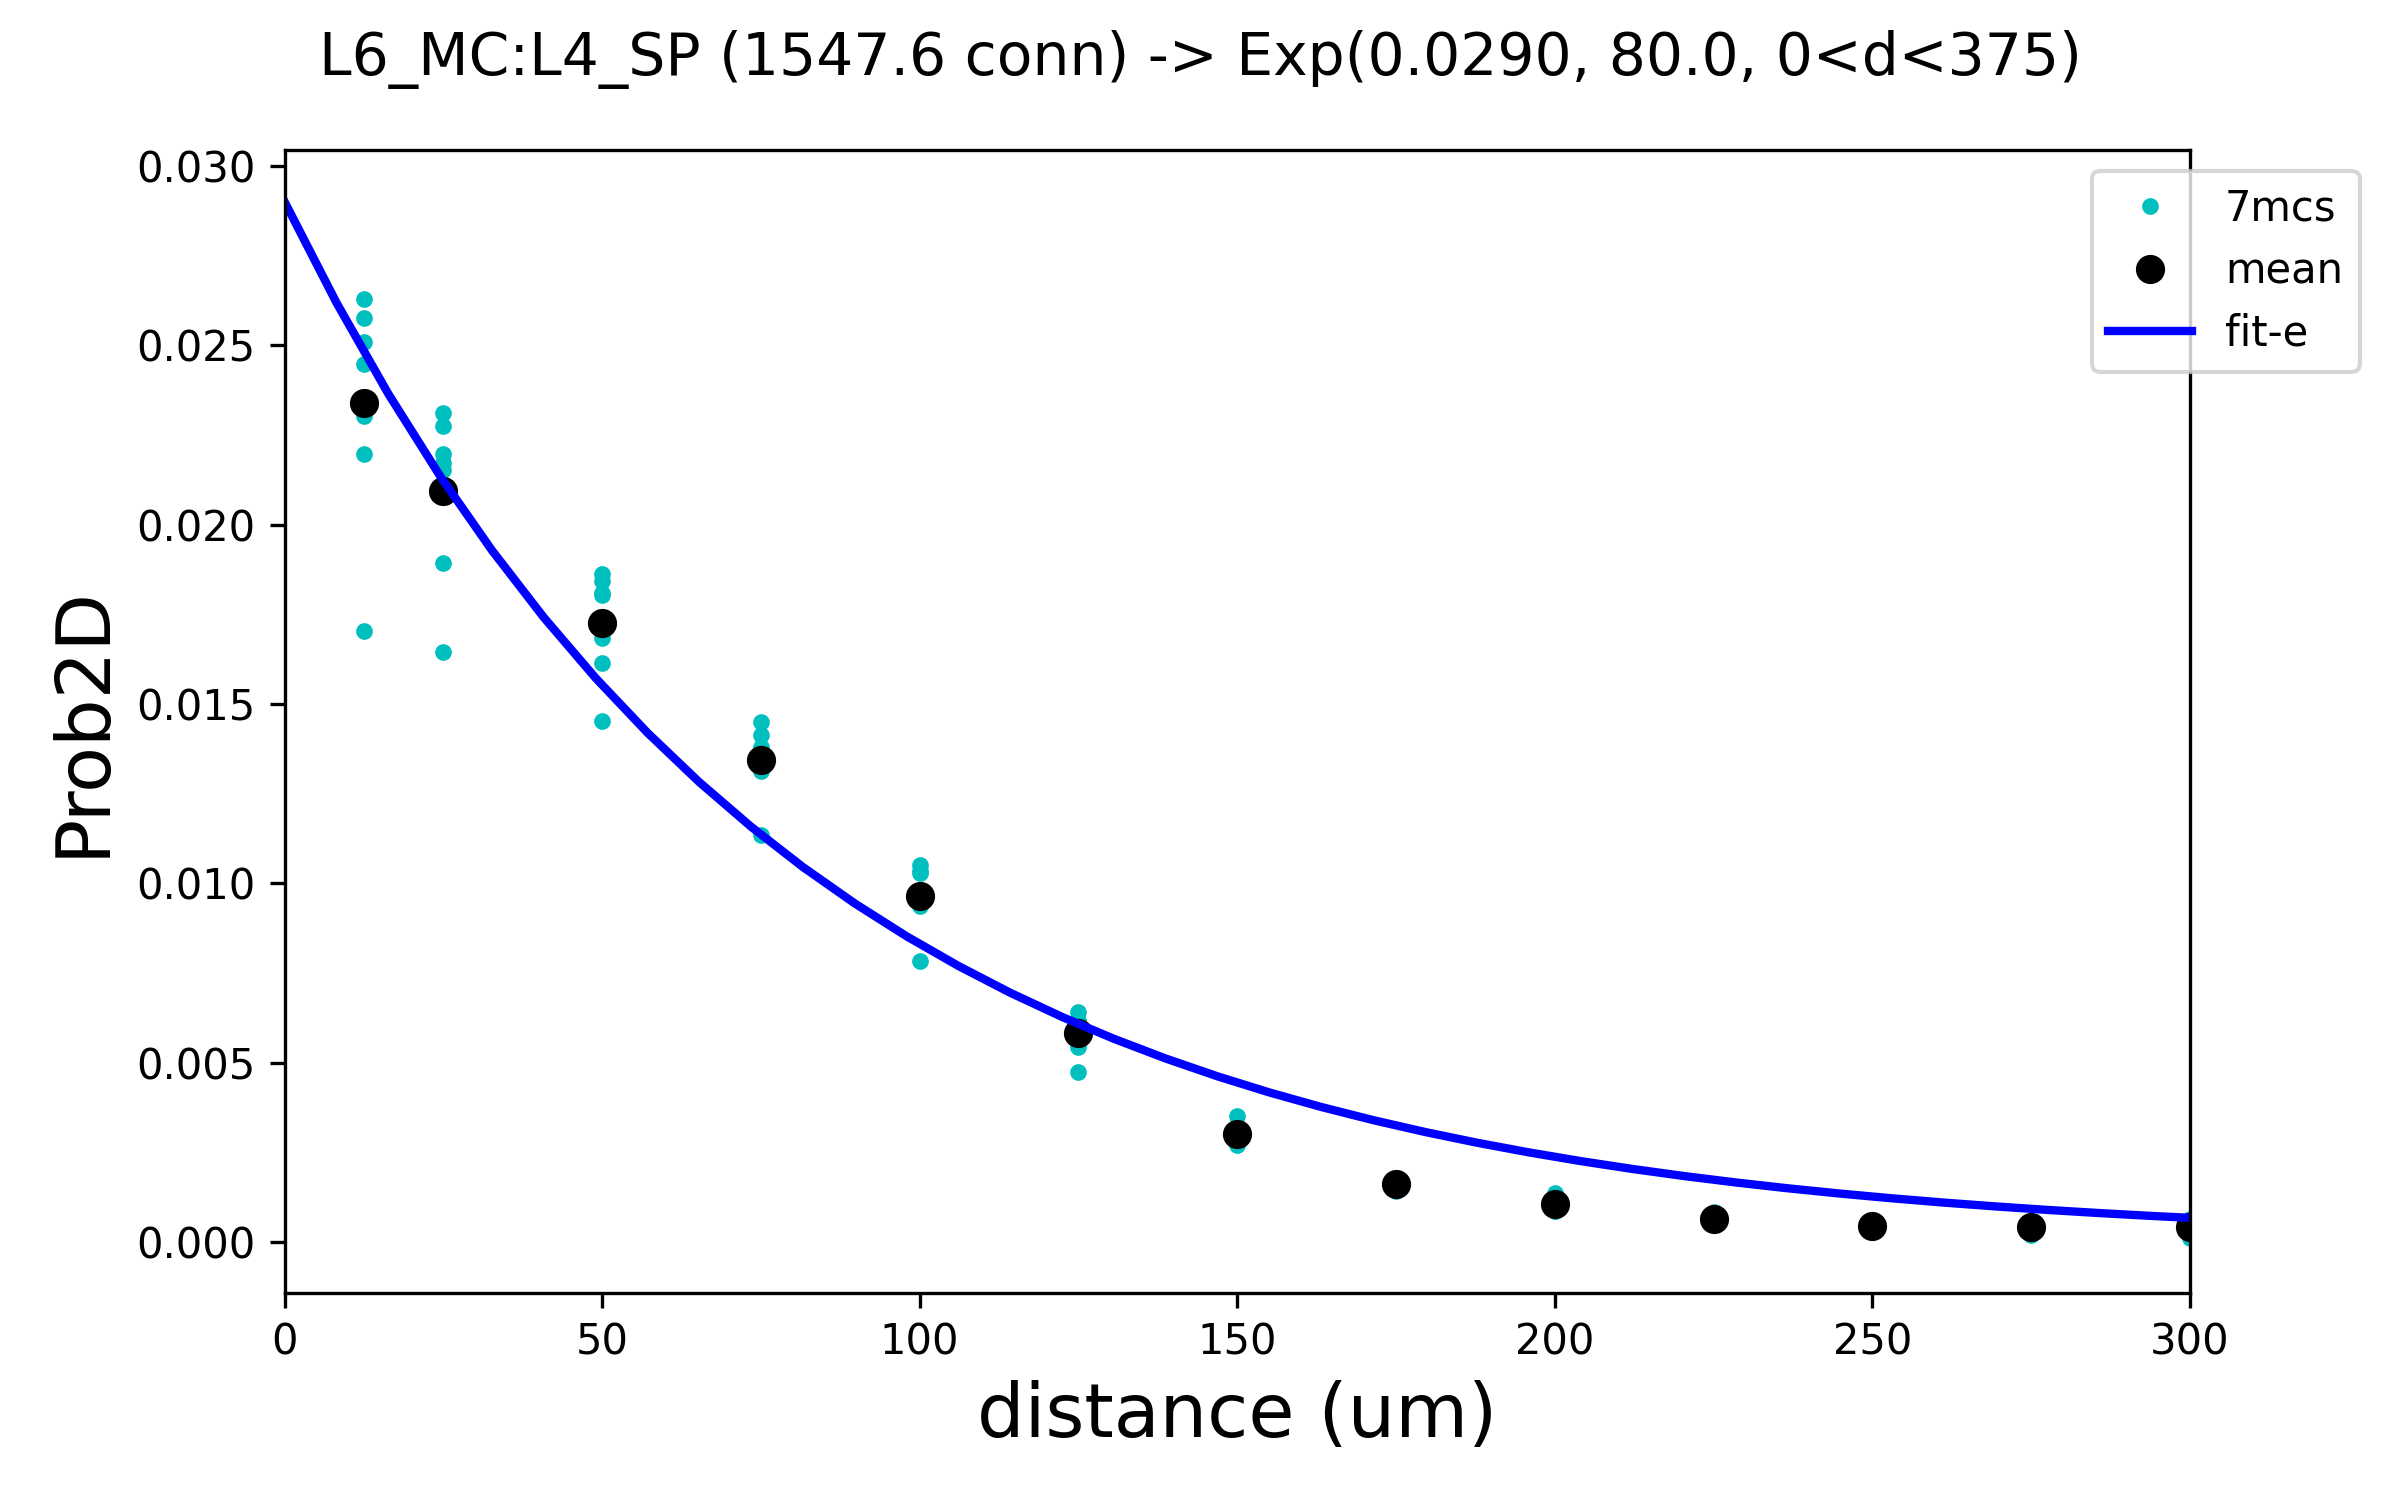 L6_MC:L4_SP (1547.6 conn) -> Exp(0.0290, 80.0, 0<d<375)
0.030
0.025
0.020
0.015
0.010
0.005
0.000
Prob2D
7mcs
mean
fit-e
0 50 100 150 200 250 300
distance (um)